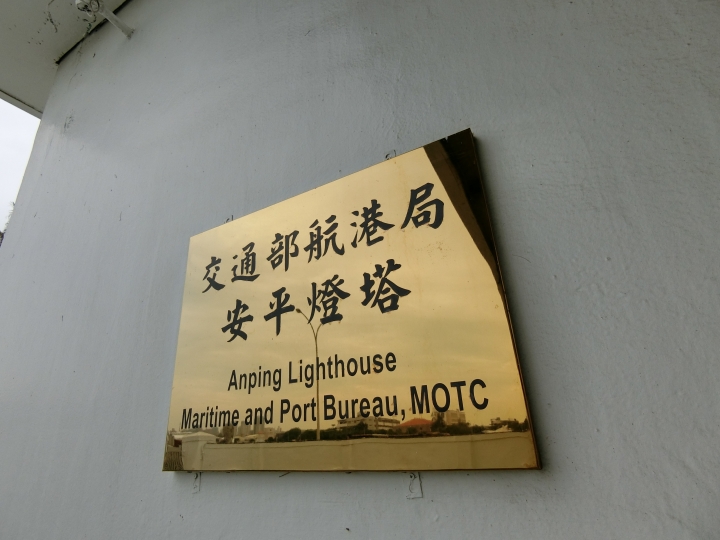 交通部航港局
安平燈塔
Anping Lighthouse
Maritime and Port Bureau, MOTC